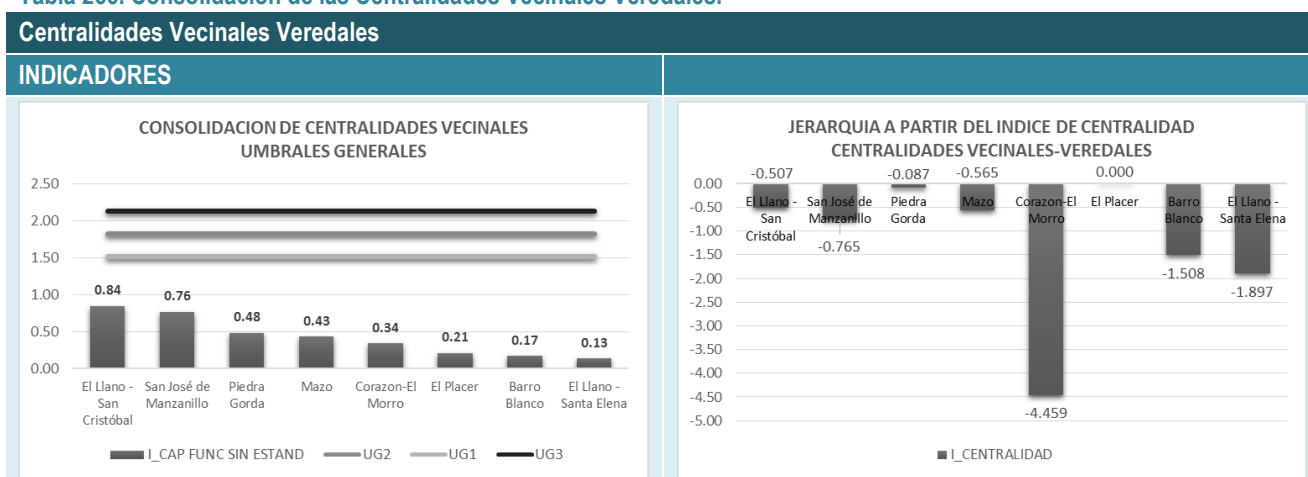 Tabla 200. Consolidación de las Centralidades Vecinales Veredales.
Centralidades Vecinales Veredales
INDICADORES
CONSOLIDACION DE CENTRALIDADES VECINALES
UMBRALES GENERALES
2.50
2.00
1.50
1.00
0.50
0.00
0.84
0.76
0.48
0.43
0.34
0.21
0.17
0.13
El Llano -
San
Cristóbal
San José de
Manzanillo
Piedra
Gorda
Mazo
Corazon-El
Morro
El Placer
Barro
Blanco
El Llano -
Santa Elena
I_CAP FUNC SIN ESTAND
UG2
UG1
UG3
JERARQUIA A PARTIR DEL INDICE DE CENTRALIDAD
CENTRALIDADES VECINALES-VEREDALES
0.00
-0.50
-1.00
-1.50
-2.00
-2.50
-3.00
-3.50
-4.00
-4.50
-5.00
-0.507
-0.765
-0.087
-0.565
-4.459
0.000
-1.508
-1.897
El Llano -
San
Cristóbal
San José de
Manzanillo
Piedra
Gorda
Mazo
Corazon-El
Morro
El Placer
Barro
Blanco
El Llano -
Santa Elena
I_CENTRALIDAD